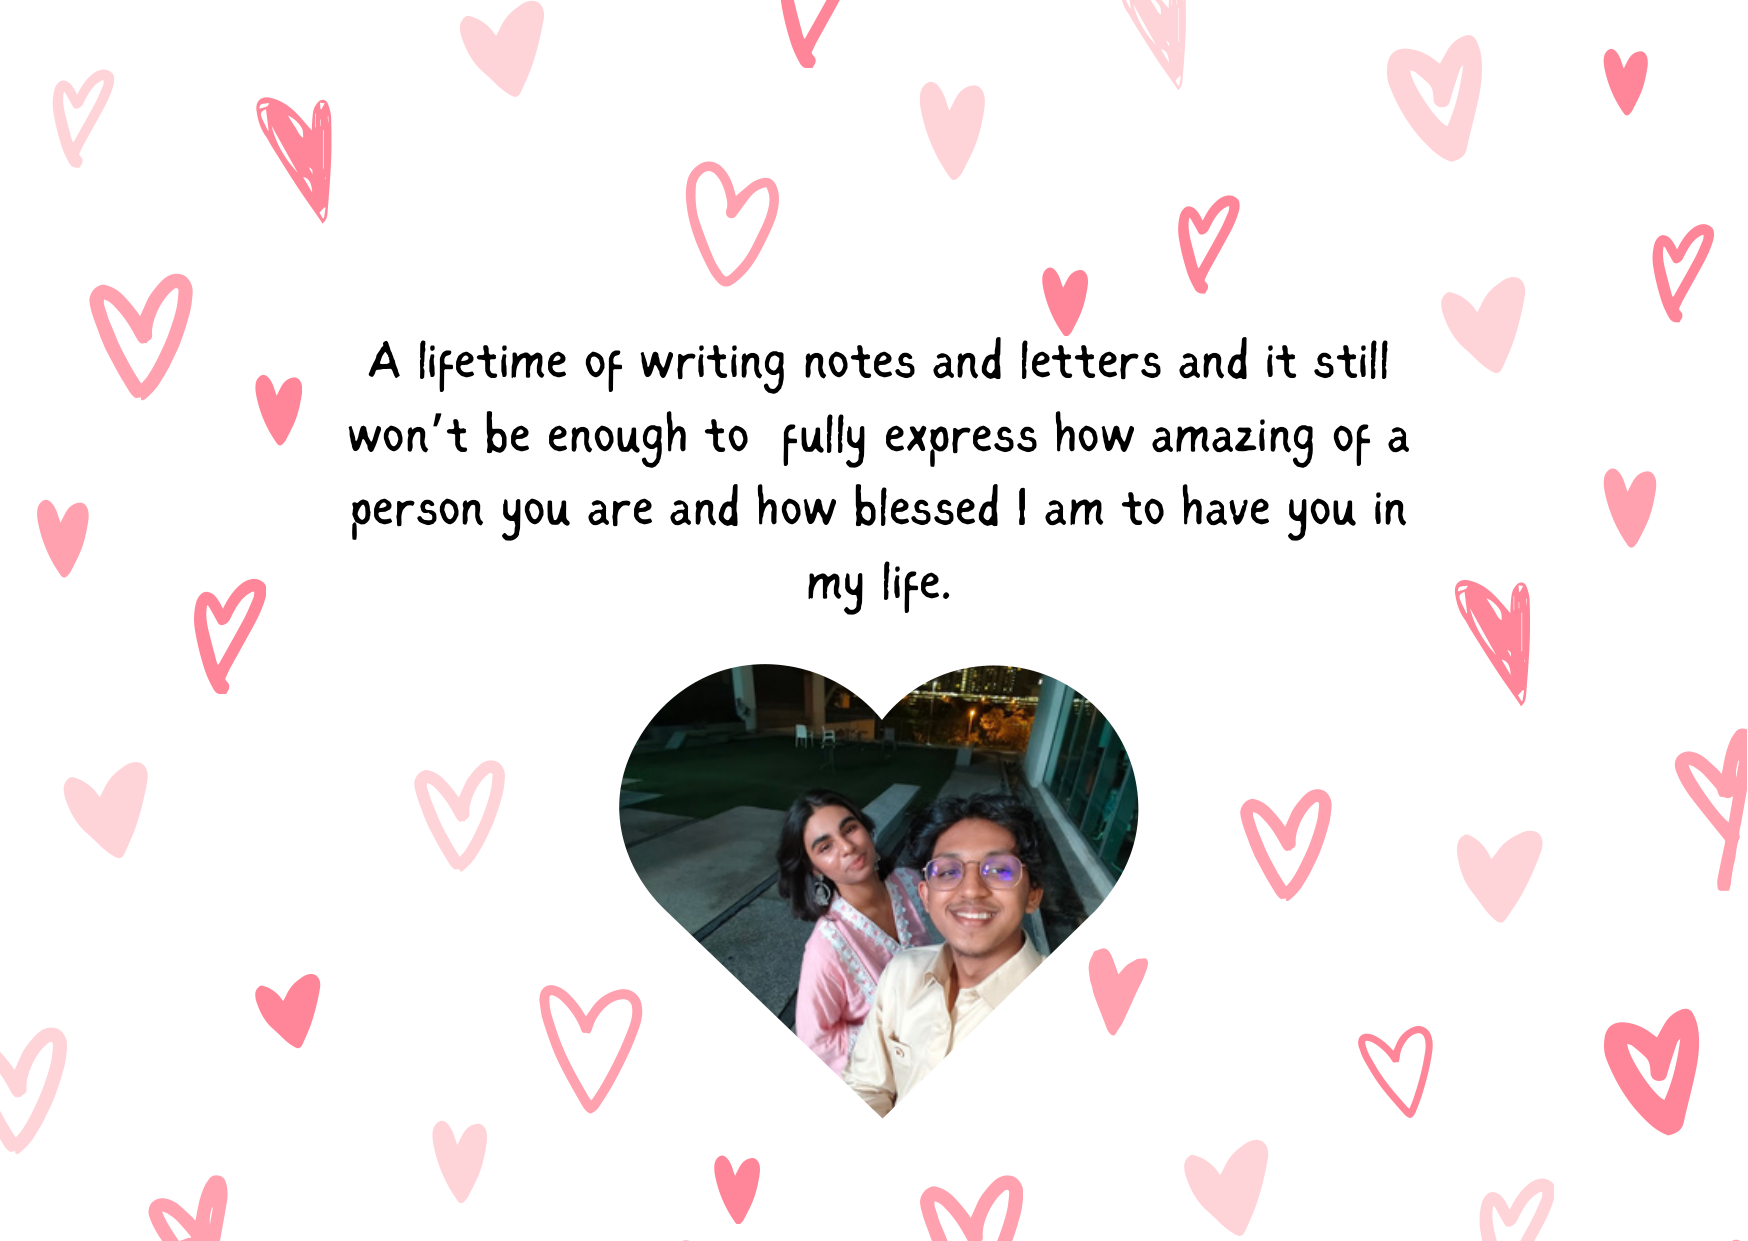 A lifetime of writing notes and letters and it still
won't be enough to  fully express how amazing of a
person you are and how blessed I am to have you in
my life.